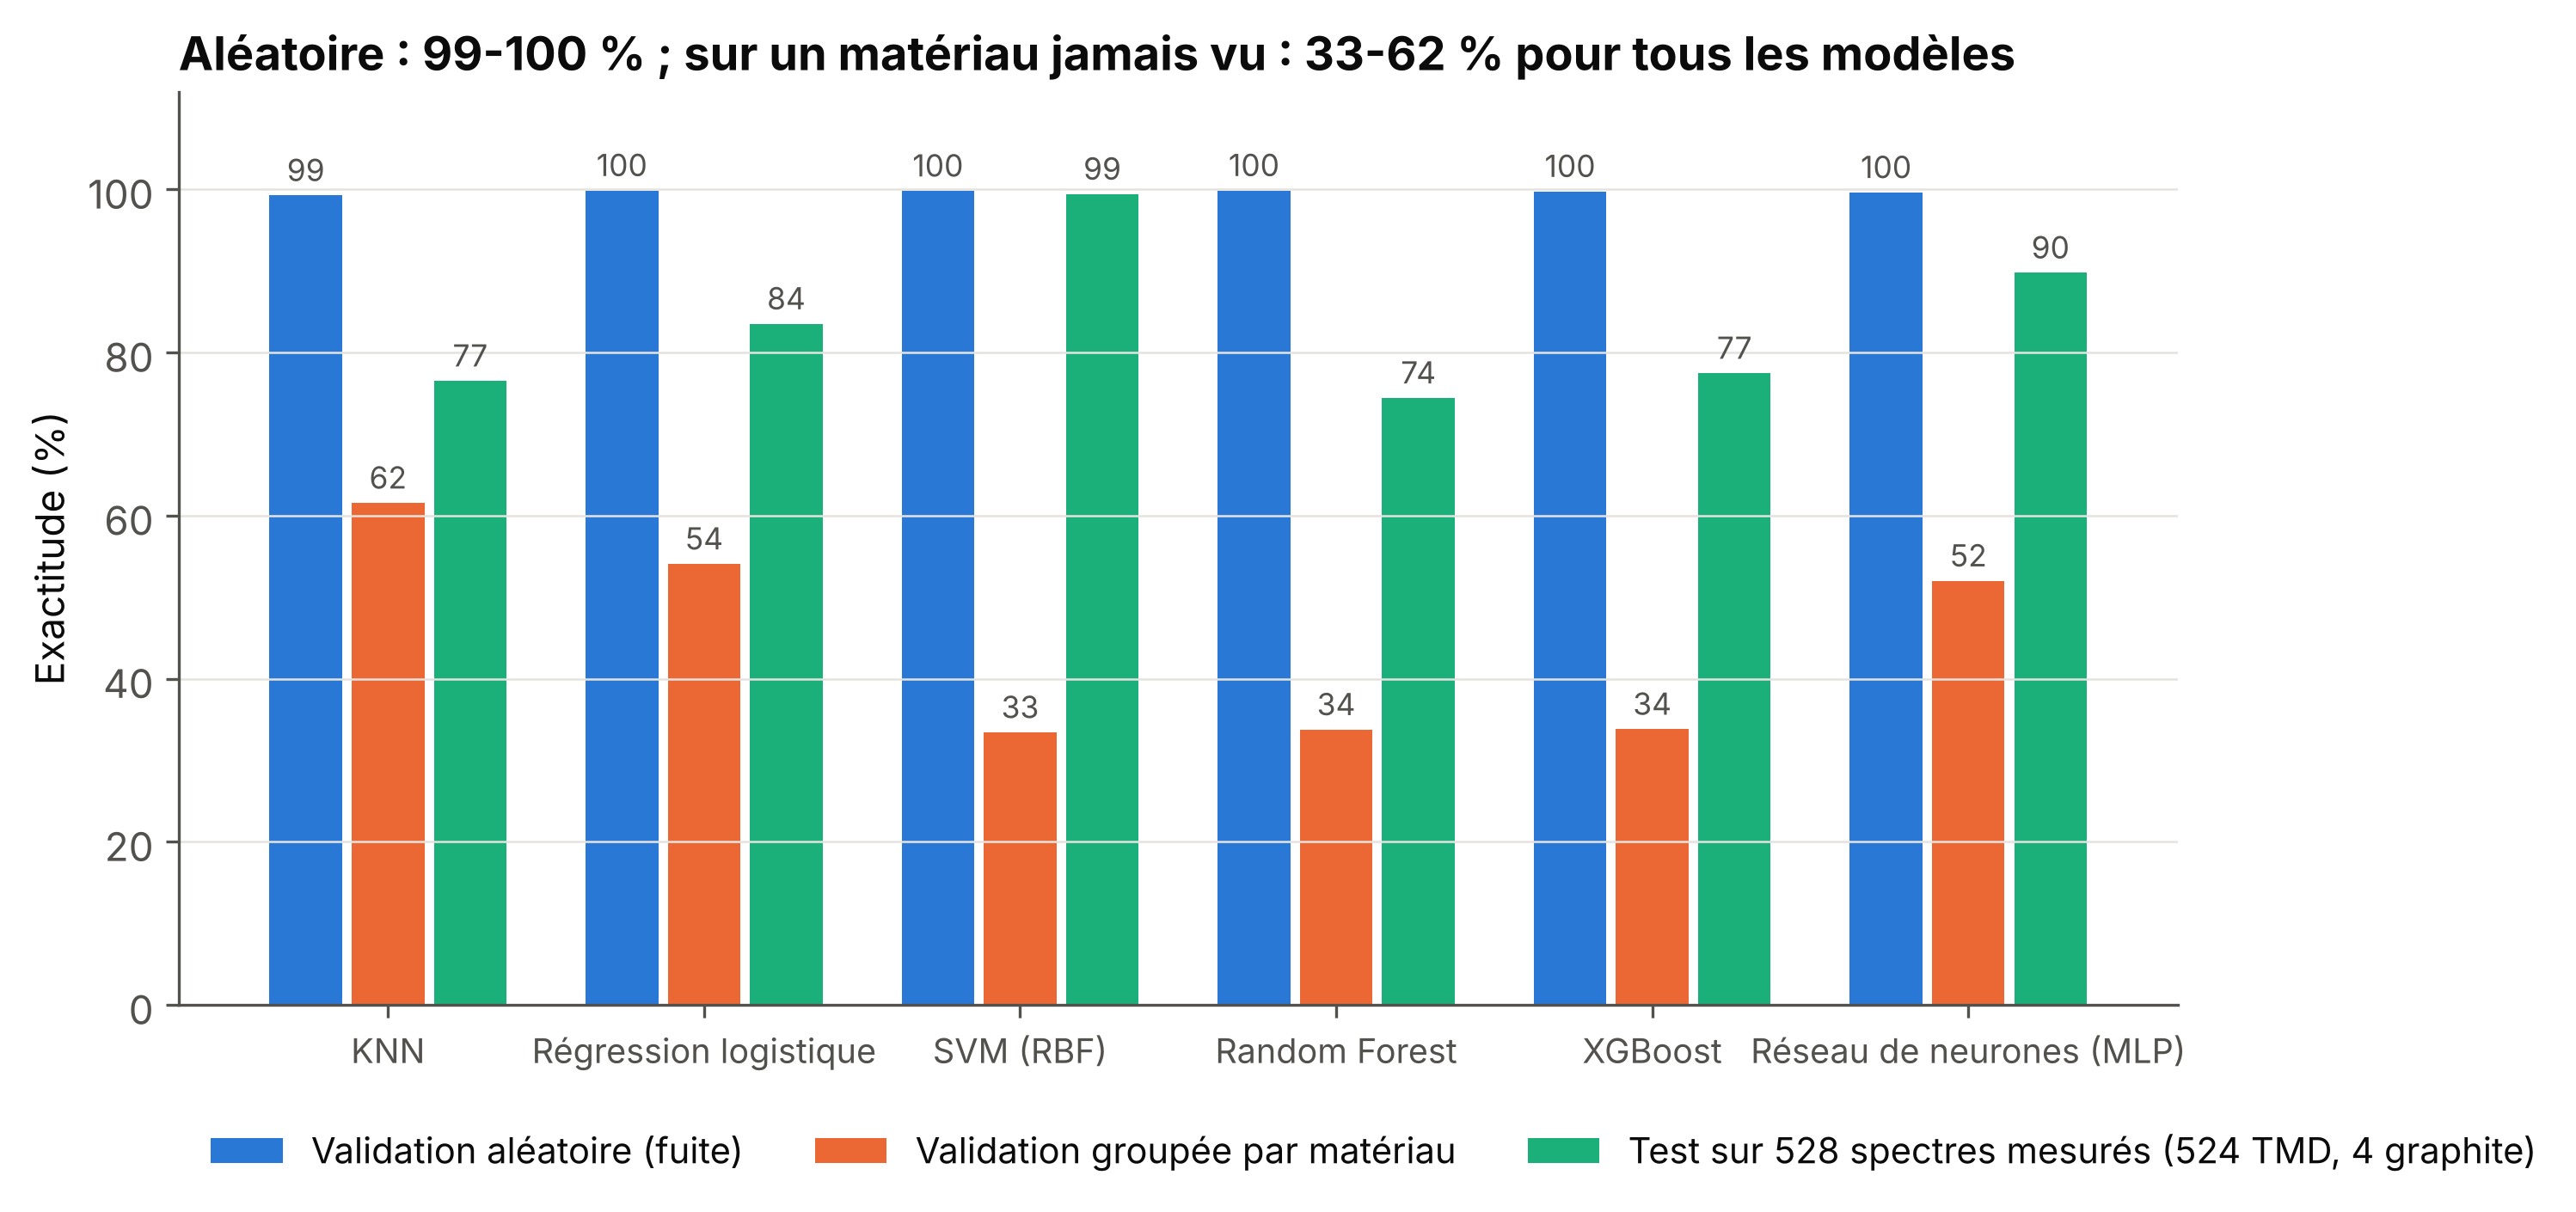 Aléatoire : 99-100 % ; sur un matériau jamais vu : 33-62 % pour tous les modèles
Exactitude (%)
100
80
60
40
20
0
99
62
77
100
54
84
100
33
99
100
34
74
100
34
77
100
52
90
KNN
Régression logistique
SVM (RBF)
Random Forest
XGBoost
Réseau de neurones (MLP)
Validation aléatoire (fuite)
Validation groupée par matériau
Test sur 528 spectres mesurés (524 TMD, 4 graphite)